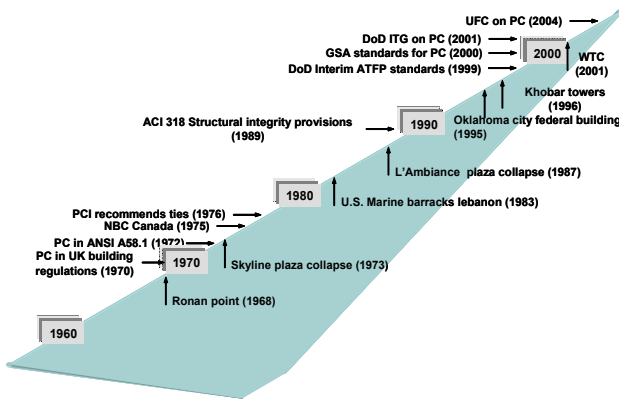 UFC on PC (2004)
DoD ITG on PC (2001)
GSA standards for PC (2000)
DoD Interim ATFP standards (1999)
2000
WTC
(2001)
Khobar towers
(1996)
ACI 318 Structural integrity provisions
(1989)
1990
Oklahoma city federal building
(1995)
L'Ambiance plaza collapse (1987)
1980
U.S. Marine barracks lebanon (1983)
PCI recommends ties (1976)
NBC Canada (1975)
PC in ANSI A58.1 (1972)
PC in UK building
regulations (1970)
1970
Skyline plaza collapse (1973)
Ronan point (1968)
1960